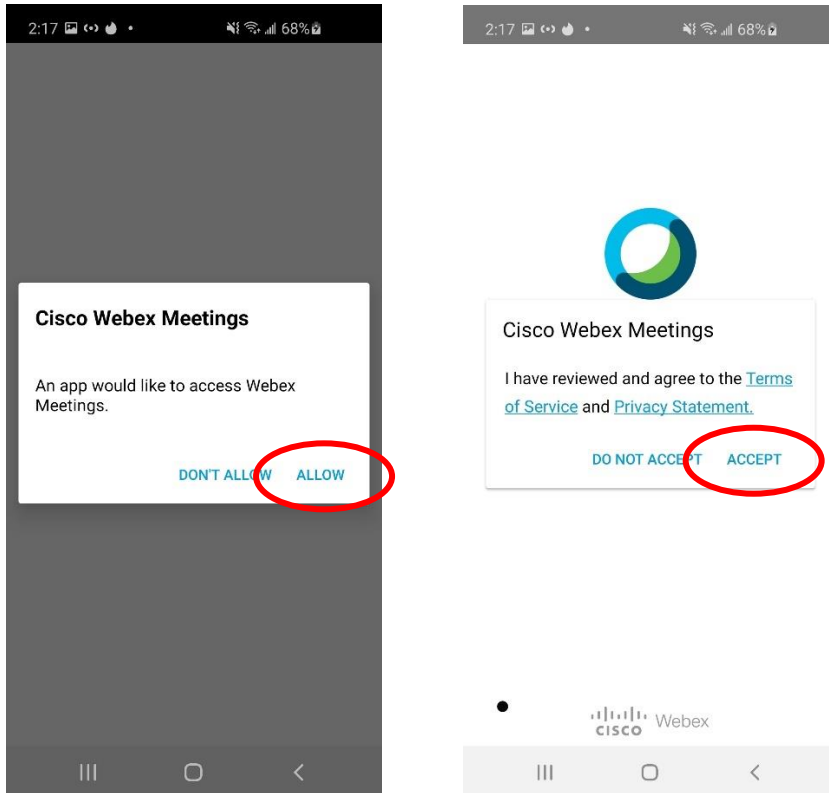 2:17 68%
Cisco Webex Meetings
An app would like to access Webex
Meetings.
DON'T ALLOW ALLOW
2:17 68%
Cisco Webex Meetings
I have reviewed and agree to the Terms
of Service and Privacy Statement.
DO NOT ACCEPT ACCEPT
CISCO Webex